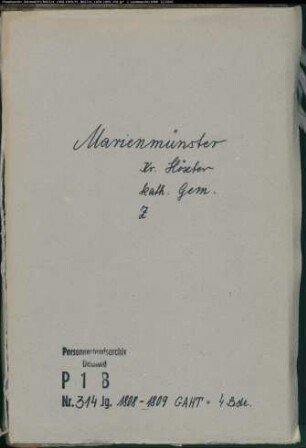 Marienmünster
Kr. Höxter
kath. Gem.
Z
Personenstandsarchiv
Detmold
P 1 B
Nr. 314 Jg. 1808 - 1809 GAHT = 4 Bde.